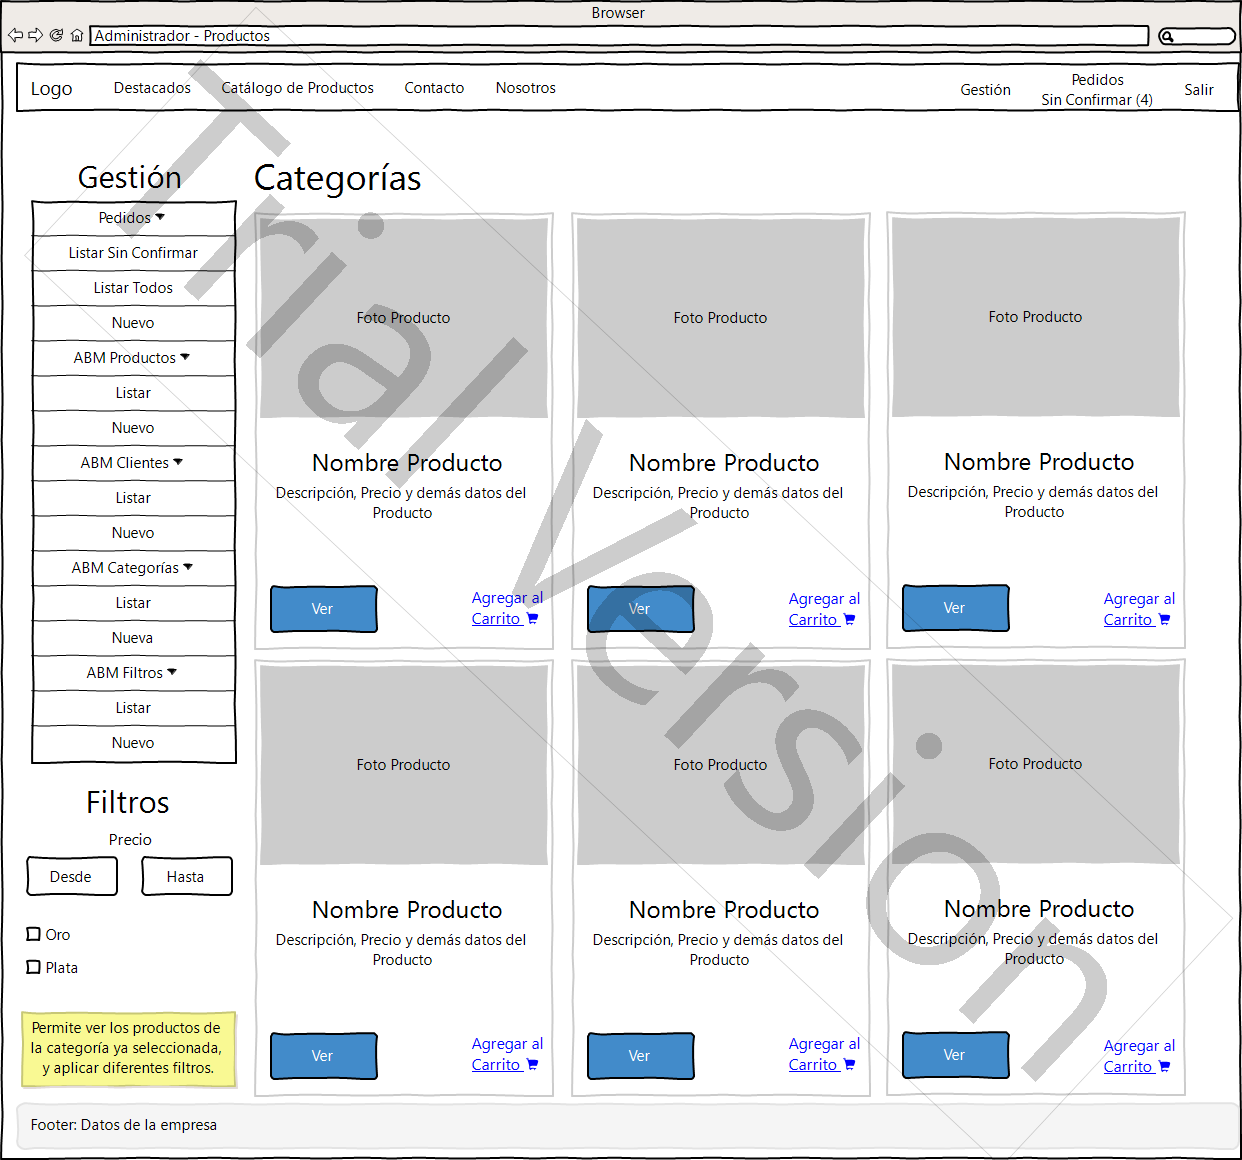 Browser
Administrador - Productos
Logo
Destacados
Catálogo de Productos
Contacto
Nosotros
Gestión
Pedidos
Sin Confirmar (4)
Salir
Gestión
Pedidos
Listar Sin Confirmar
Listar Todos
Nuevo
ABM Productos
Listar
Nuevo
ABM Clientes
Listar
Nuevo
ABM Categorías
Listar
Nueva
ABM Filtros
Listar
Nuevo
Filtros
Precio
Desde
Hasta
Oro
Plata
Permite ver los productos de
la categoría ya seleccionada,
y aplicar diferentes filtros.
Categorías
Foto Producto
Nombre Producto
Descripción, Precio y demás datos del
Producto
Ver
Agregar al
Carrito
Foto Producto
Nombre Producto
Descripción, Precio y demás datos del
Producto
Ver
Agregar al
Carrito
Foto Producto
Nombre Producto
Descripción, Precio y demás datos del
Producto
Ver
Agregar al
Carrito
Foto Producto
Nombre Producto
Descripción, Precio y demás datos del
Producto
Ver
Agregar al
Carrito
Foto Producto
Nombre Producto
Descripción, Precio y demás datos del
Producto
Ver
Agregar al
Carrito
Foto Producto
Nombre Producto
Descripción, Precio y demás datos del
Producto
Ver
Agregar al
Carrito
Footer: Datos de la empresa
Trial Version